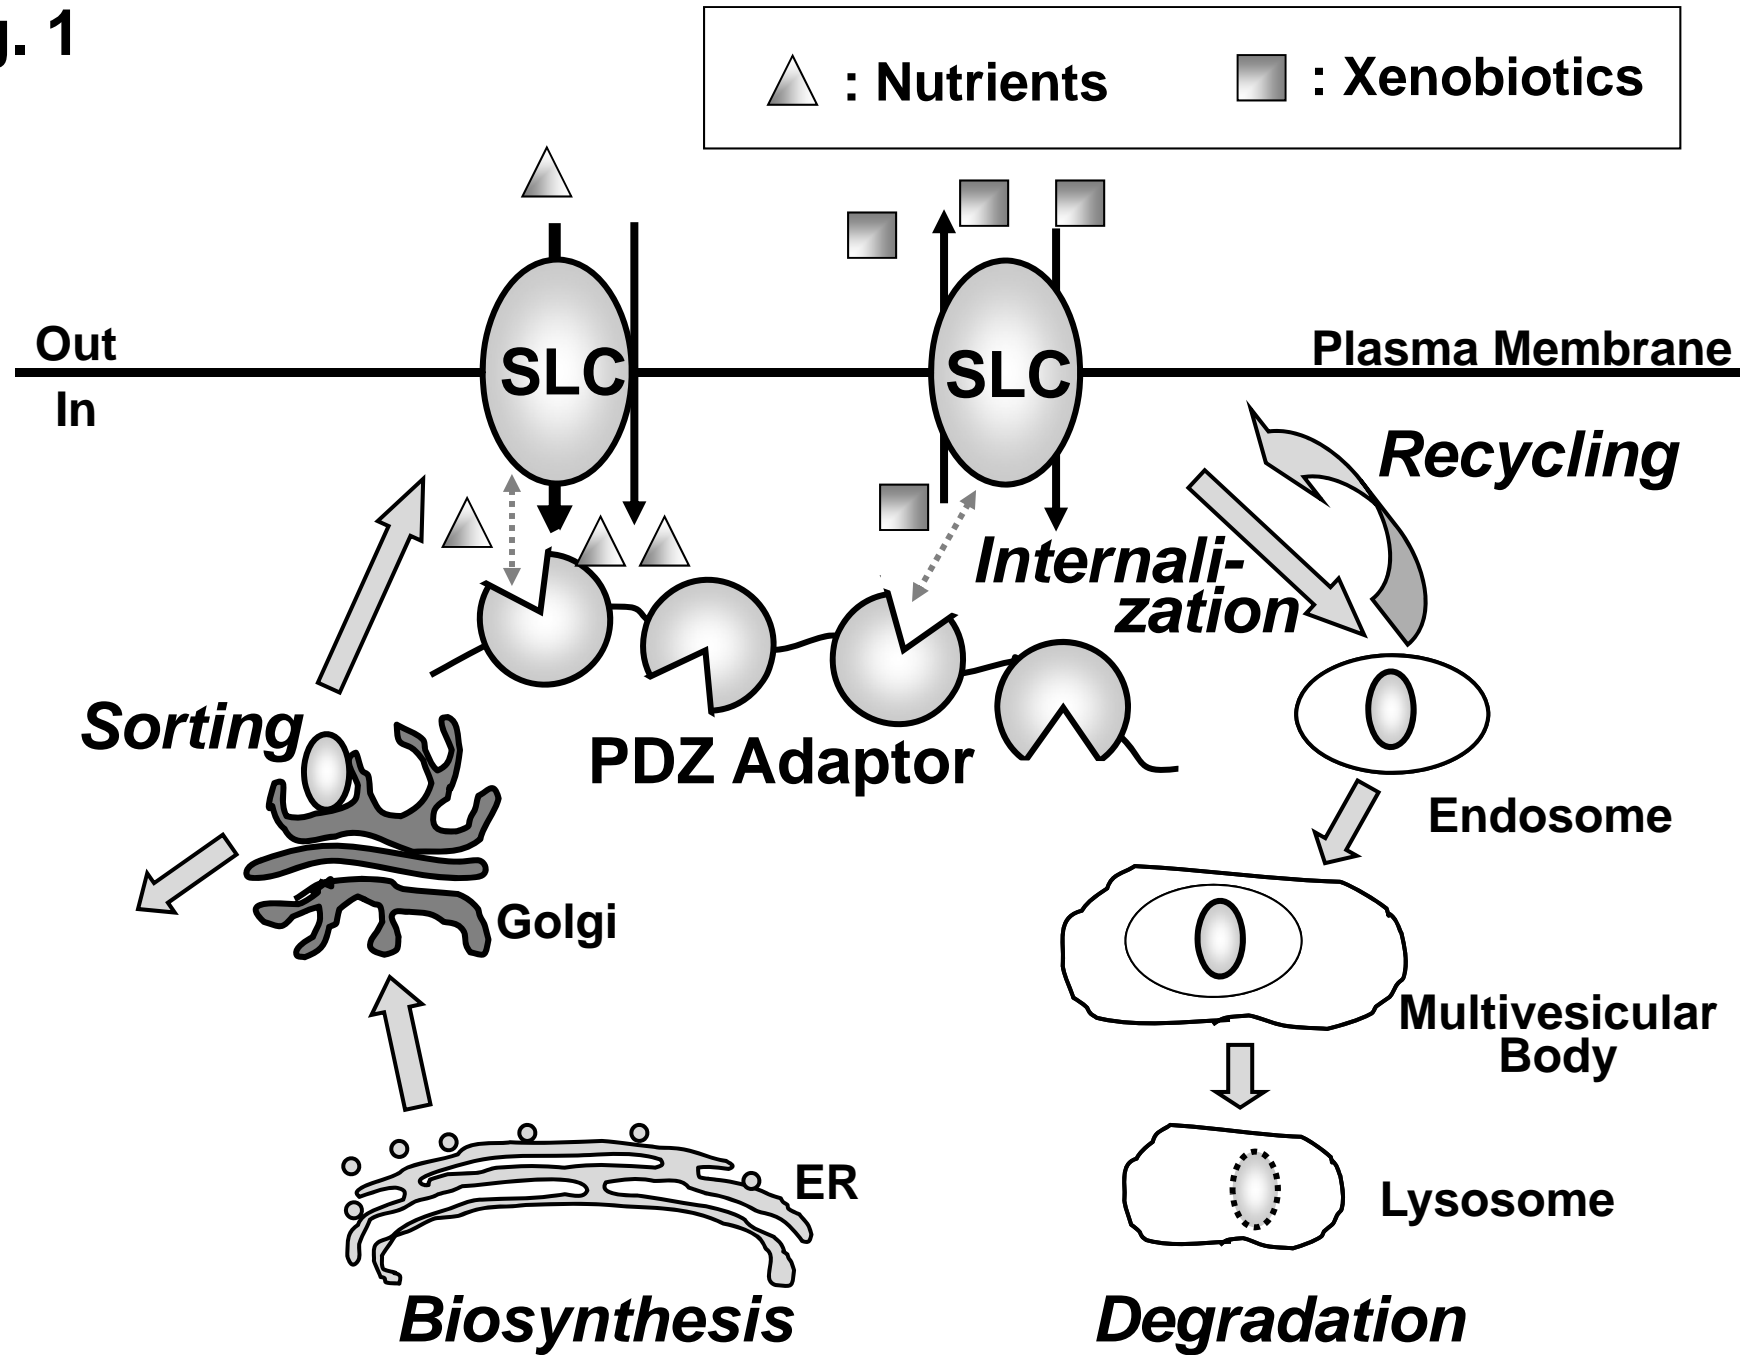 g. 1
: Nutrients
: Xenobiotics
Out
In
SLC
SLC
Plasma Membrane
Recycling
Internali-
zation
Sorting
PDZ Adaptor
Endosome
Golgi
Multivesicular
Body
ER
Lysosome
Biosynthesis
Degradation